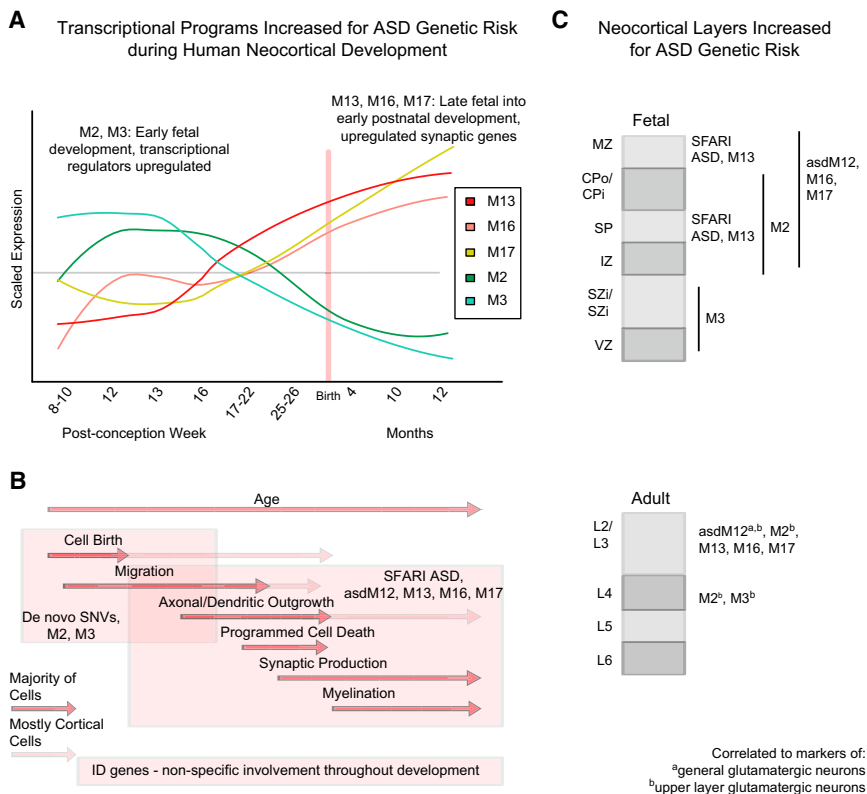 A
Transcriptional Programs Increased for ASD Genetic Risk
during Human Neocortical Development
M2, M3: Early fetal
development, transcriptional
regulators upregulated
M13, M16, M17: Late fetal into
early postnatal development,
upregulated synaptic genes
Scaled Expression
M13
M16
M17
M2
M3
8-10
12
13
16
17-22
25-26
Birth
4
10
12
Post-conception Week
Months
B
Age
Cell Birth
Migration
SFARI ASD,
asdM12, M13, M16, M17
Axonal/Dendritic Outgrowth
De novo SNVs,
M2, M3
Programmed Cell Death
Synaptic Production
Majority of
Cells
Myelination
Mostly Cortical
Cells
ID genes - non-specific involvement throughout development
C
Neocortical Layers Increased
for ASD Genetic Risk
Fetal
MZ
SFARI
ASD, M13
CPo/
CPi
asdM12,
M16,
M17
SP
SFARI
ASD, M13
M2
IZ
SZi/
SZi
M3
VZ
Adult
L2/
L3
asdM12a,b, M2b,
M13, M16, M17
L4
M2b, M3b
L5
L6
Correlated to markers of:
ageneral glutamatergic neurons
bupper layer glutamatergic neurons